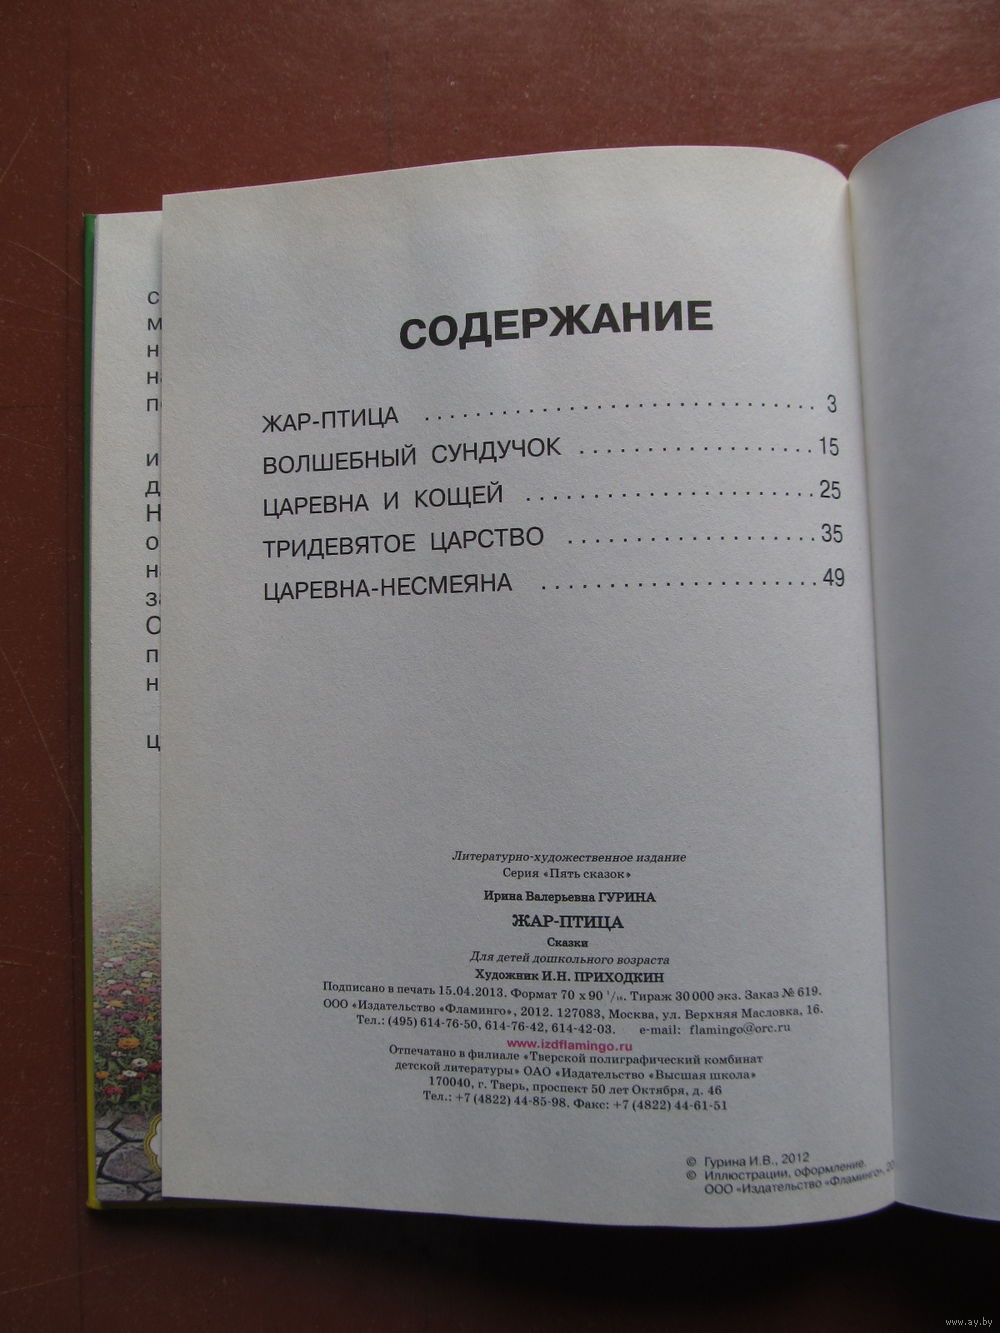 СОДЕРЖАНИЕ
ЖАР-ПТИЦА . . . . . . . . . . . . . . . . . . . . . . . . . . . . . . . 3
ВОЛШЕБНЫЙ СУНДУЧОК . . . . . . . . . . . . . . . . . . . 15
ЦАРЕВНА И КОЩЕЙ . . . . . . . . . . . . . . . . . . . . . . . 25
ТРИДЕВЯТОЕ ЦАРСТВО . . . . . . . . . . . . . . . . . . . . 35
ЦАРЕВНА-НЕСМЕЯНА . . . . . . . . . . . . . . . . . . . . . . 49
Литературно-художественное издание
Серия «Пять сказок»
Ирина Валерьевна ГУРИНА
ЖАР-ПТИЦА
Сказки
Для детей дошкольного возраста
Художник И.Н. ПРИХОДКИН
Подписано в печать 15.04.2013. Формат 70 х 90 1/16. Тираж 30 000 экз. Заказ № 619.
ООО «Издательство «Фламинго», 2012. 127083, Москва, ул. Верхняя Масловка, 16.
Тел.: (495) 614-76-50, 614-76-42, 614-42-03. e-mail: flamingo@orc.ru
www.izdflamingo.ru
Отпечатано в филиале «Тверской полиграфический комбинат
детской литературы» ОАО «Издательство «Высшая школа»
170040, г. Тверь, проспект 50 лет Октября, д. 46
Тел.: +7 (4822) 44-85-98. Факс: +7 (4822) 44-61-51
© Гурина И.В., 2012
© Иллюстрации, оформление.
ООО «Издательство «Фламинго», 20
с
м
н
н
п
и
д
Н
о
н
з
С
п
н
ц
www.ay.by